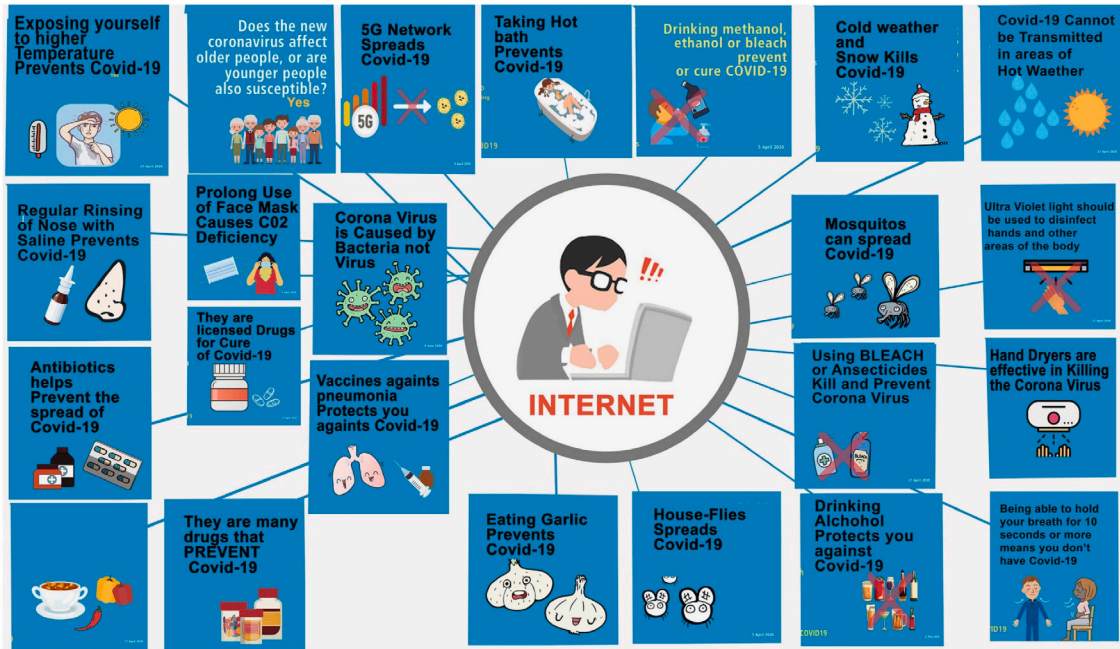 Exposing yourself
to higher
Temperature
Prevents Covid-19
Does the new
coronavirus affect
older people, or are
younger people
also susceptible?
Yes
5G Network
Spreads
Covid-19
5G
Taking Hot
bath
Prevents
Covid-19
Drinking methanol,
ethanol or bleach
prevent
or cure COVID-19
Cold weather
and
Snow Kills
Covid-19
Covid-19 Cannot
be Transmitted
in areas of
Hot Waether
Regular Rinsing
of Nose with
Saline Prevents
Covid-19
Prolong Use
of Face Mask
Causes C02
Deficiency
Corona Virus
is Caused by
Bacteria not
Virus
Mosquitos
can spread
Covid-19
Ultra Violet light should
be used to disinfect
hands and other
areas of the body
They are
licensed Drugs
for Cure
of Covid-19
Antibiotics
helps
Prevent the
spread of
Covid-19
Vaccines againts
pneumonia
Protects you
againts Covid-19
INTERNET
Using BLEACH
or Ansecticides
Kill and Prevent
Corona Virus
BLEACH
Hand Dryers are
effective in Killing
the Corona Virus
They are many
drugs that
PREVENT
Covid-19
Eating Garlic
Prevents
Covid-19
House-Flies
Spreads
Covid-19
Drinking
Alchohol
Protects you
against
Covid-19
COVID19
Being able to hold
your breath for 10
seconds or more
means you don't
have Covid-19